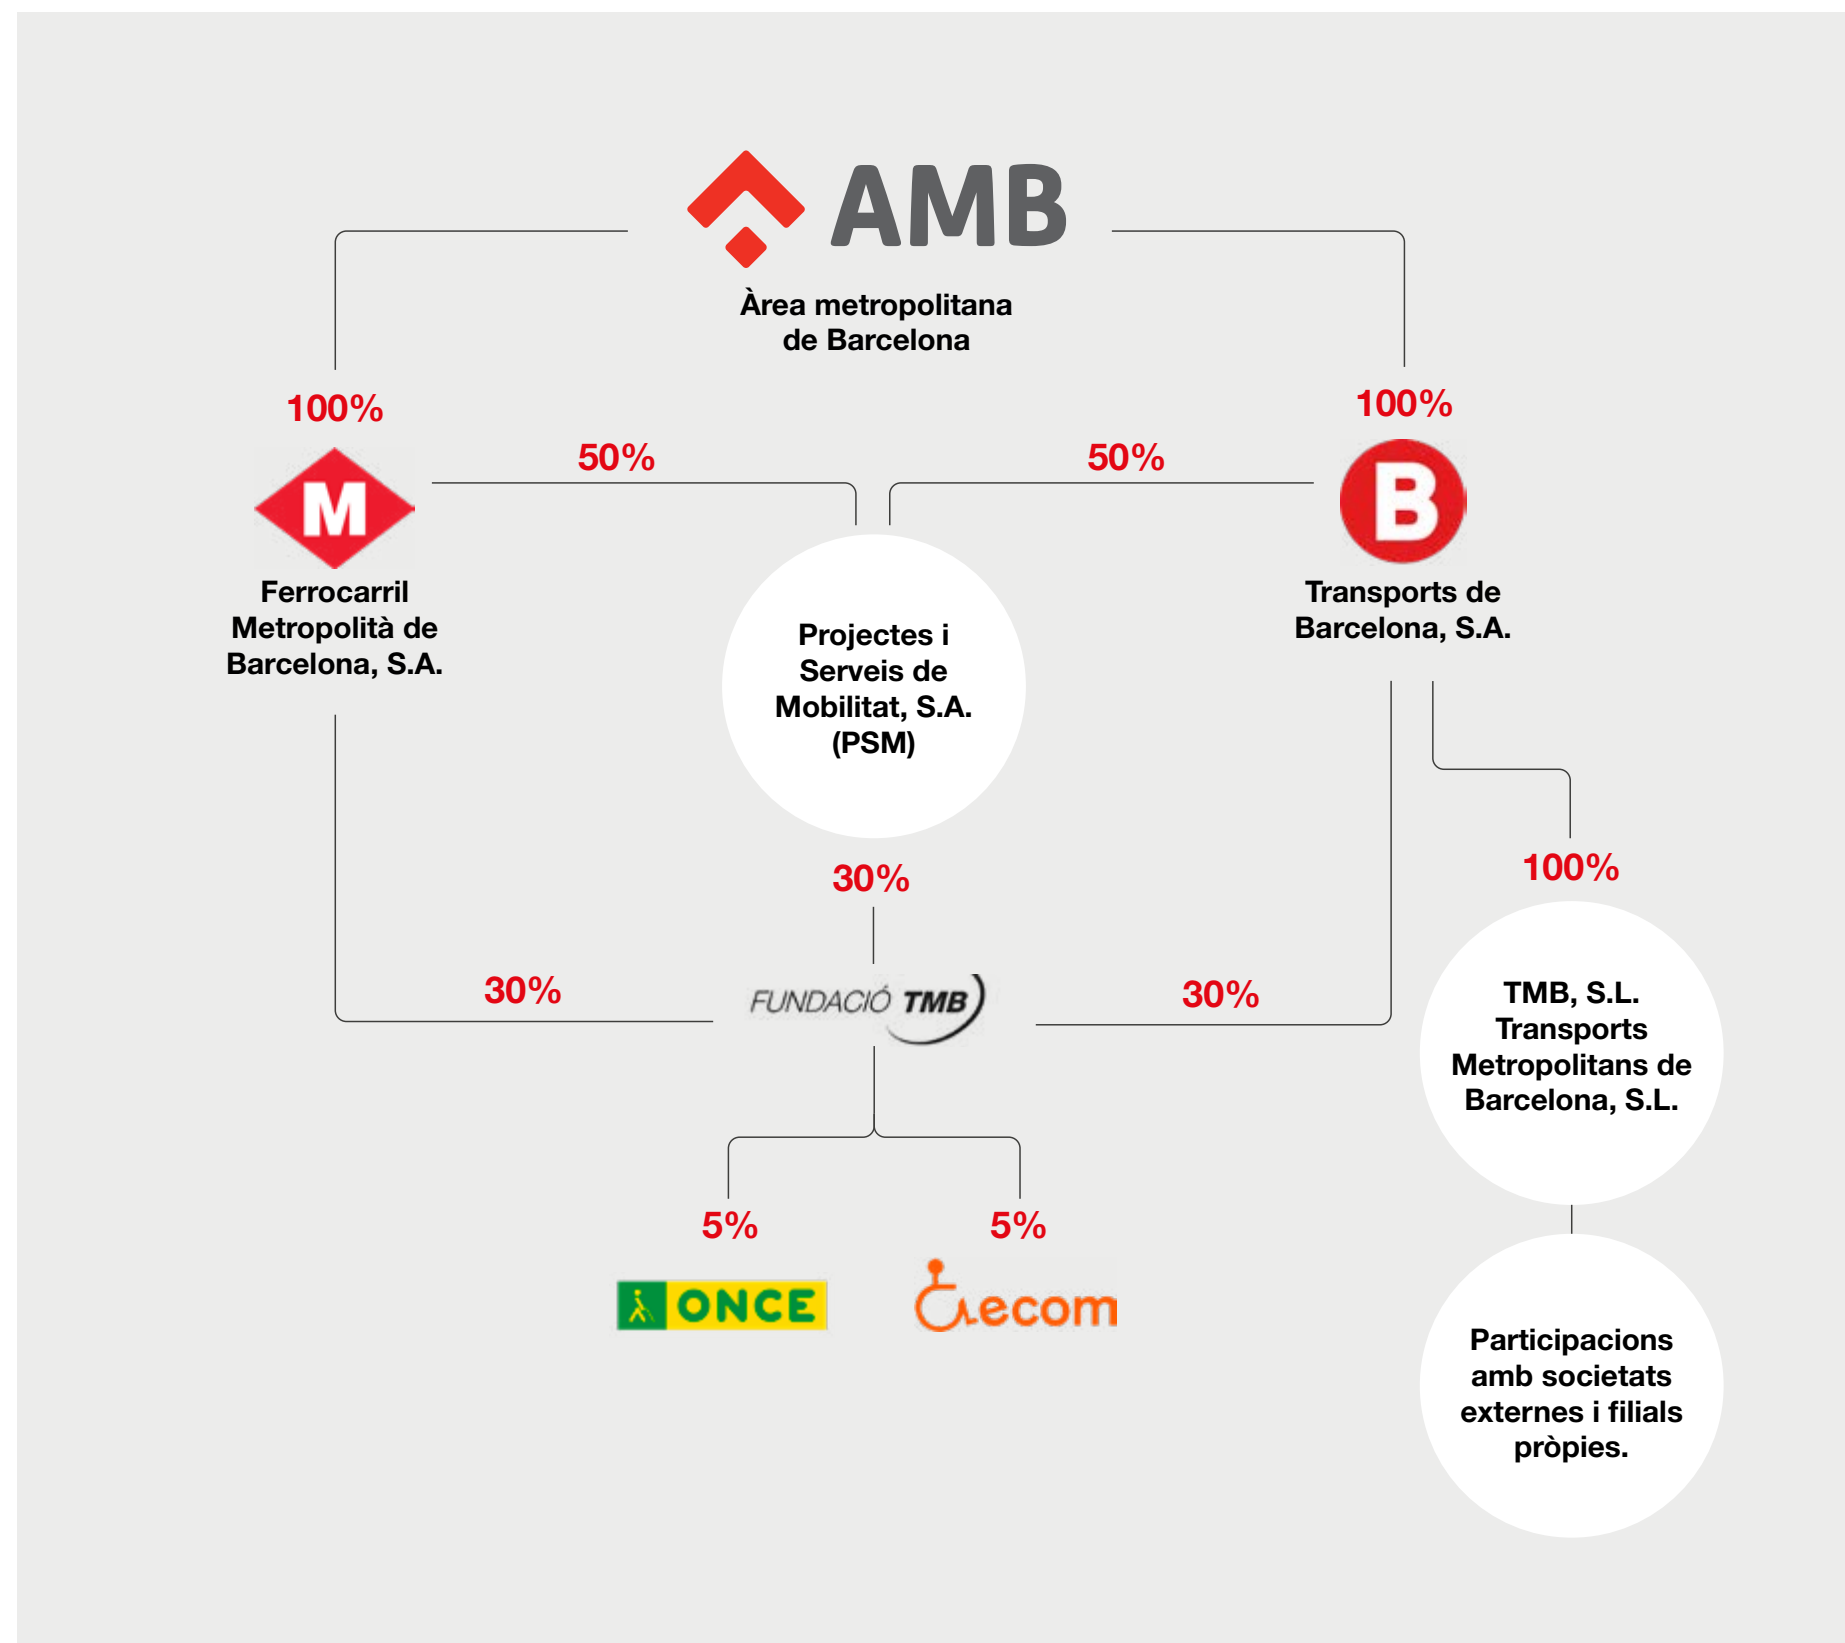 AMB
Àrea metropolitana
de Barcelona
100%
100%
50%
50%
M
B
Ferrocarril
Metropolità de
Barcelona, S.A.
Transports de
Barcelona, S.A.
Projectes i
Serveis de
Mobilitat, S.A.
(PSM)
30%
100%
30%
FUNDACIÓ TMB
30%
TMB, S.L.
Transports
Metropolitans de
Barcelona, S.L.
5%
5%
ONCE
ecom
Participacions
amb societats
externes i filials
pròpies.